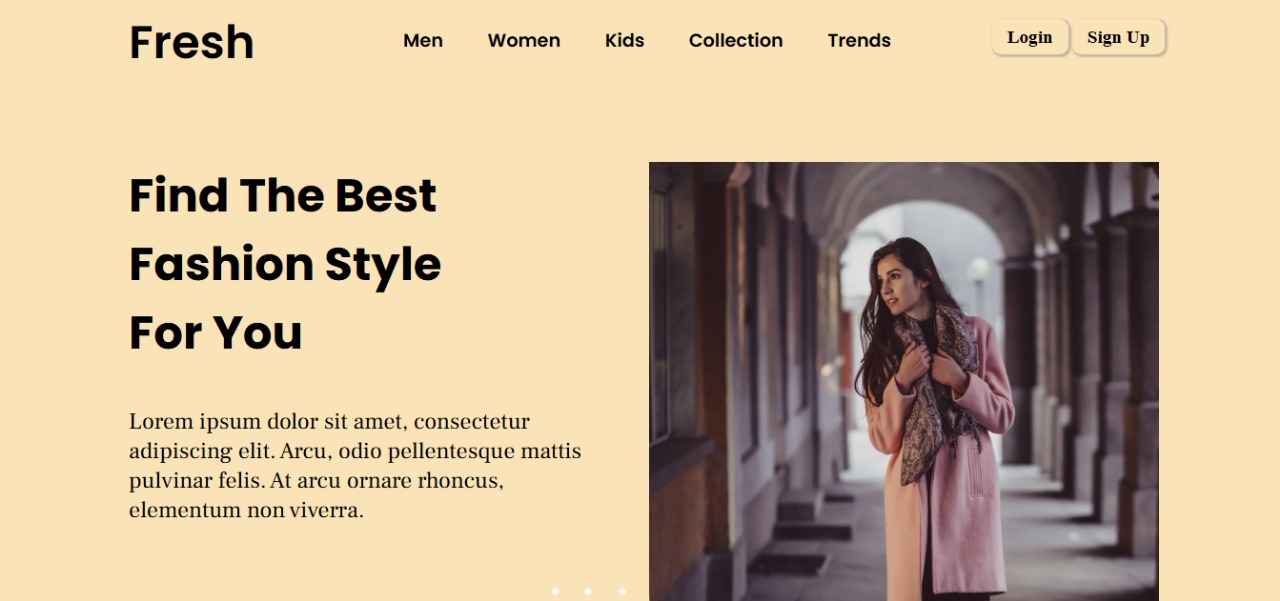 Fresh
Men Women Kids Collection Trends
Login Sign Up
Find The Best
Fashion Style
For You
Lorem ipsum dolor sit amet, consectetur
adipiscing elit. Arcu, odio pellentesque mattis
pulvinar felis. At arcu ornare rhoncus,
elementum non viverra.